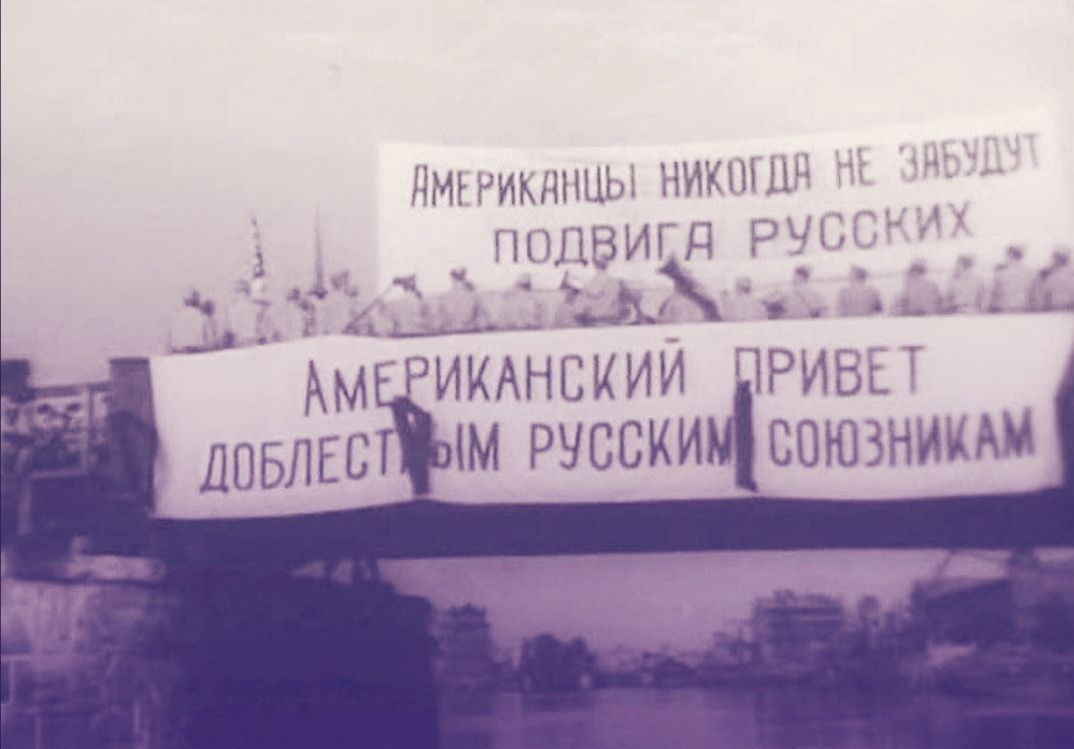 Американцы никогда не забудут
подвига русских
Американский привет
доблестным русским союзникам